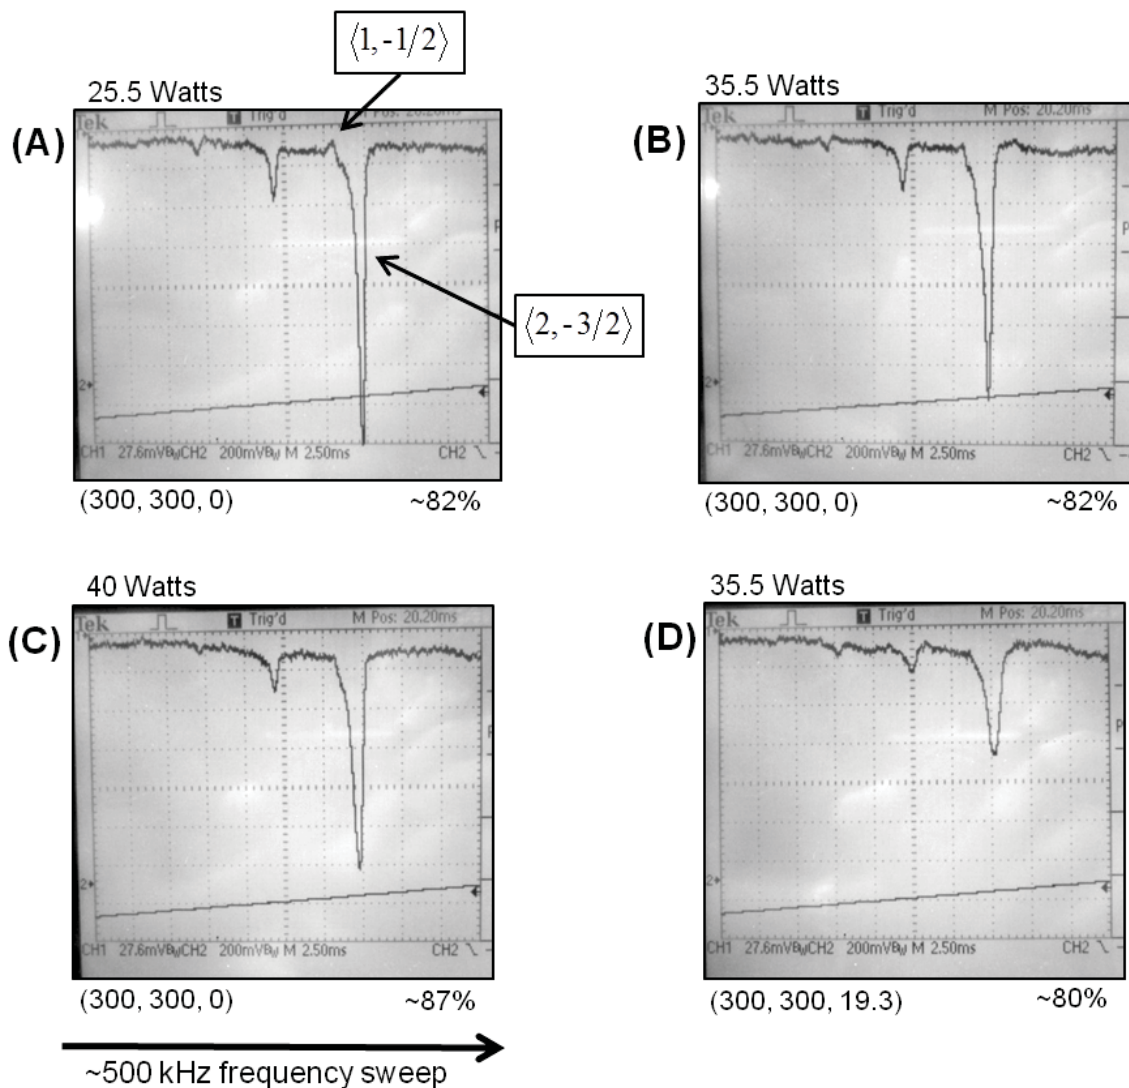 ⟨1,-1/2⟩
25.5 Watts
(A)
Tek
T Trig'd
M Pos: 20.20ms
⟨2,-3/2⟩
2
CH1 27.6mVBW CH2 200mVBW M 2.50ms CH2
(300, 300, 0)
~82%
35.5 Watts
(B)
Tek
T Trig'd
M Pos: 20.20ms
2
CH1 27.6mVBW CH2 200mVBW M 2.50ms CH2
(300, 300, 0)
~82%
40 Watts
(C)
Tek
T Trig'd
M Pos: 20.20ms
2
CH1 27.6mVBW CH2 200mVBW M 2.50ms CH2
(300, 300, 0)
~87%
35.5 Watts
(D)
Tek
T Trig'd
M Pos: 20.20ms
2
CH1 27.6mVBW CH2 200mVBW M 2.50ms CH2
(300, 300, 19.3)
~80%
~500 kHz frequency sweep